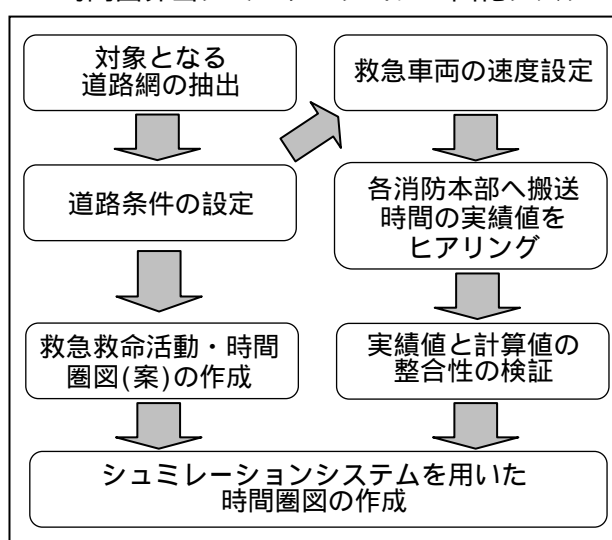 対象となる
道路網の抽出
道路条件の設定
救急救命活動・時間
圏図(案)の作成
救急車両の速度設定
各消防本部へ搬送
時間の実績値を
ヒアリング
実績値と計算値の
整合性の検証
シュミレーションシステムを用いた
時間圏図の作成